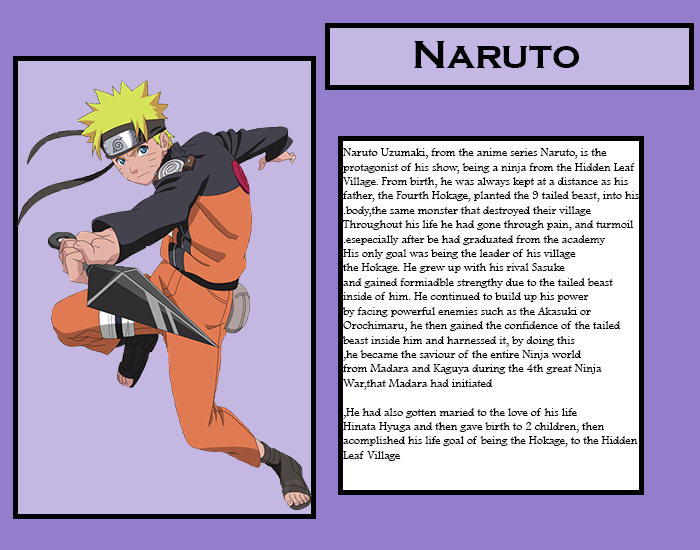 Naruto
Naruto Uzumaki, from the anime series Naruto, is the
protagonist of his show, being a ninja from the Hidden Leaf
Village. From birth, he was always kept at a distance as his
father, the Fourth Hokage, planted the 9 tailed beast, into his
.body,the same monster that destroyed their village
Throughout his life he had gone through pain, and turmoil
.esepecially after be had graduated from the academy
His only goal was being the leader of his village
the Hokage. He grew up with his rival Sasuke
and gained formiadble strengthy due to the tailed beast
inside of him. He continued to build up his power
by facing powerful enemies such as the Akasuki or
Orochimaru, he then gained the confidence of the tailed
beast inside him and harnessed it, by doing this
,he became the saviour of the entire Ninja world
from Madara and Kaguya during the 4th great Ninja
War,that Madara had initiated
,He had also gotten maried to the love of his life
Hinata Hyuga and then gave birth to 2 children, then
acomplished his life goal of being the Hokage, to the Hidden
Leaf Village